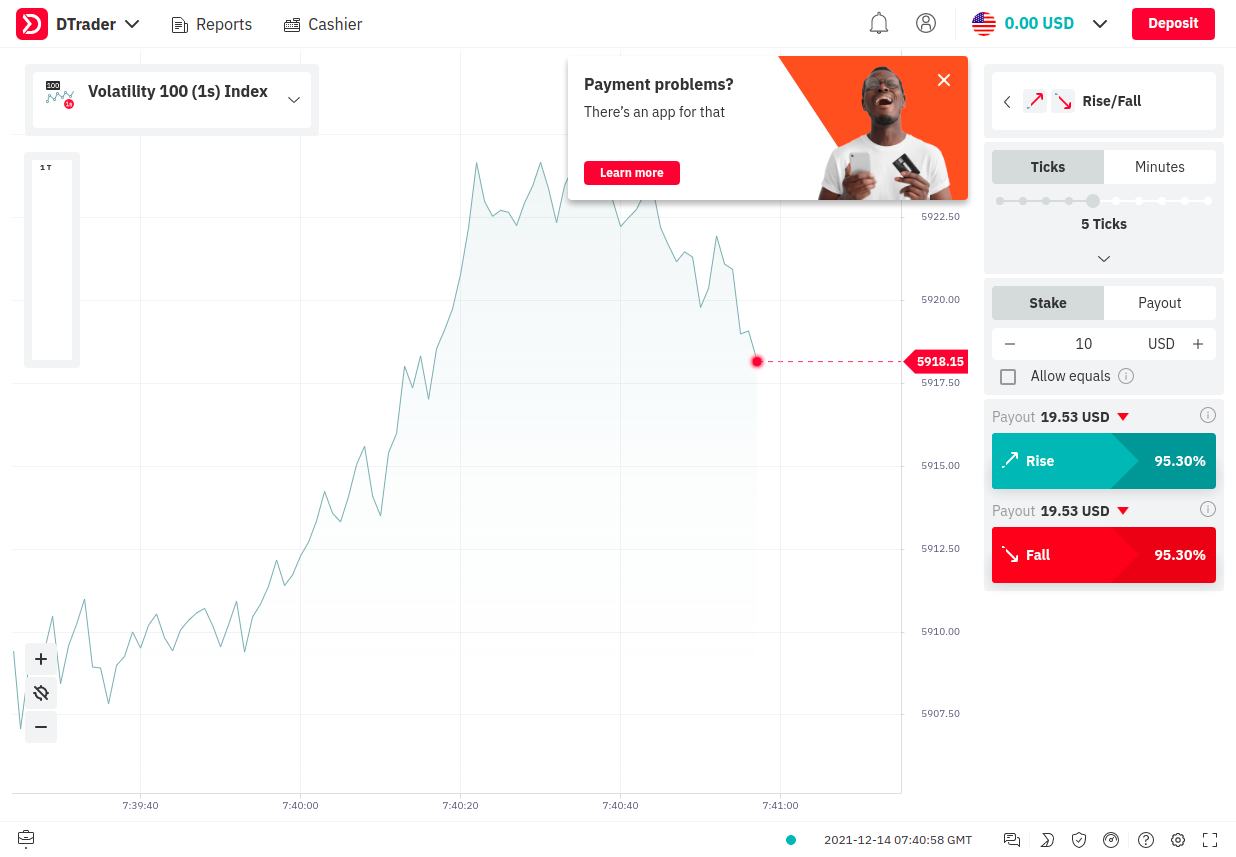 DTrader
Reports
Cashier
0.00 USD
Deposit
100
1s
Volatility 100 (1s) Index
Payment problems?
There's an app for that
Learn more
Rise/Fall
1 T
Ticks
Minutes
5 Ticks
5922.50
5920.00
5918.15
5917.50
5915.00
5912.50
5910.00
5907.50
Stake
Payout
10
USD
Allow equals
Payout 19.53 USD
Rise
95.30%
Payout 19.53 USD
Fall
95.30%
7:39:40
7:40:00
7:40:20
7:40:40
7:41:00
2021-12-14 07:40:58 GMT